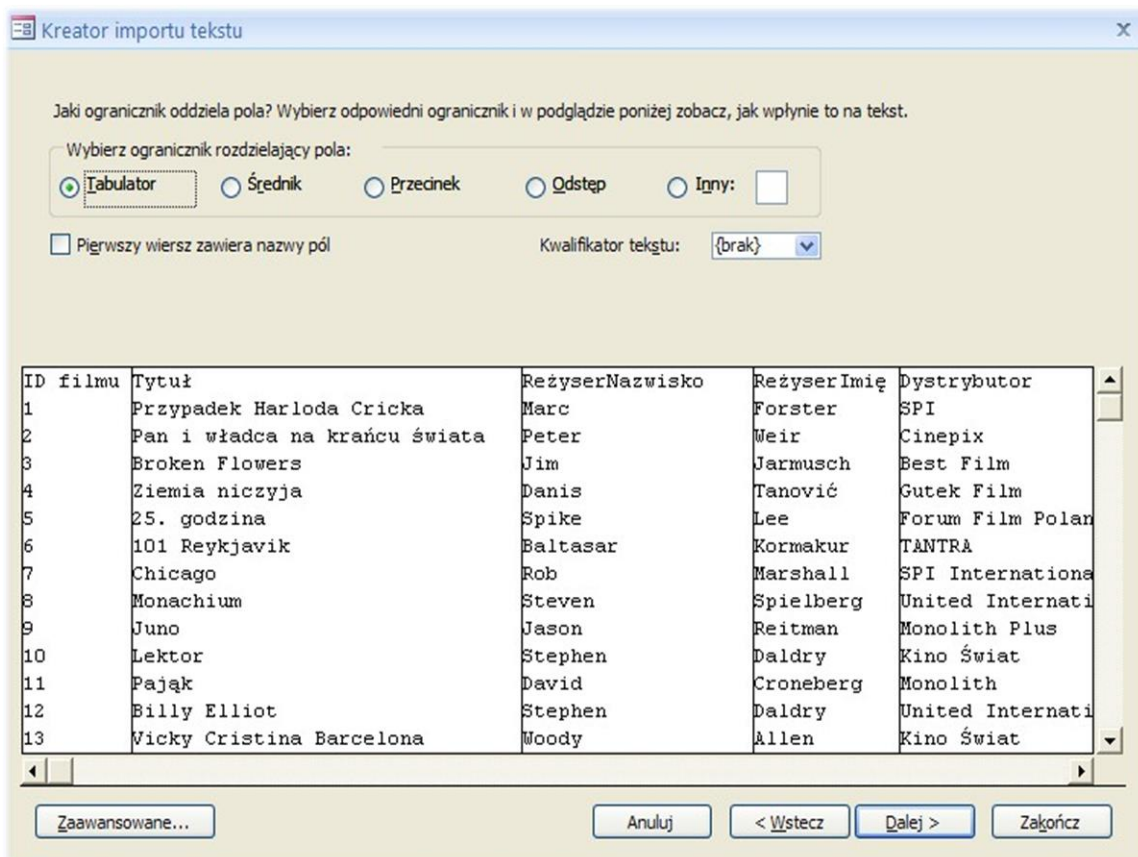 Kreator importu tekstu
Jaki ogranicznik oddziela pola? Wybierz odpowiedni ogranicznik i w podglądzie poniżej zobacz, jak wpłynie to na tekst.
Wybierz ogranicznik rozdzielający pola:
Tabulator Średnik Przecinek Odstęp Inny:
Pierwszy wiersz zawiera nazwy pól Kwalifikator tekstu: {brak}
ID filmu Tytuł ReżyserNazwisko ReżyserImię Dystrybutor
1 Przypadek Harloda Cricka Marc Forster SPI
2 Pan i władca na krańcu świata Peter Weir Cinepix
3 Broken Flowers Jim Jarmusch Best Film
4 Ziemia niczyja Danis Tanović Gutek Film
5 25. godzina Spike Lee Forum Film Polan
6 101 Reykjavik Baltasar Kormakur TANTRA
7 Chicago Rob Marshall SPI Internationa
8 Monachium Steven Spielberg United Internati
9 Juno Jason Reitman Monolith Plus
10 Lektor Stephen Daldry Kino Świat
11 Pająk David Croneberg Monolith
12 Billy Elliot Stephen Daldry United Internati
13 Vicky Cristina Barcelona Woody Allen Kino Świat
Zaawansowane... Anuluj < Wstecz Dalej > Zakończ